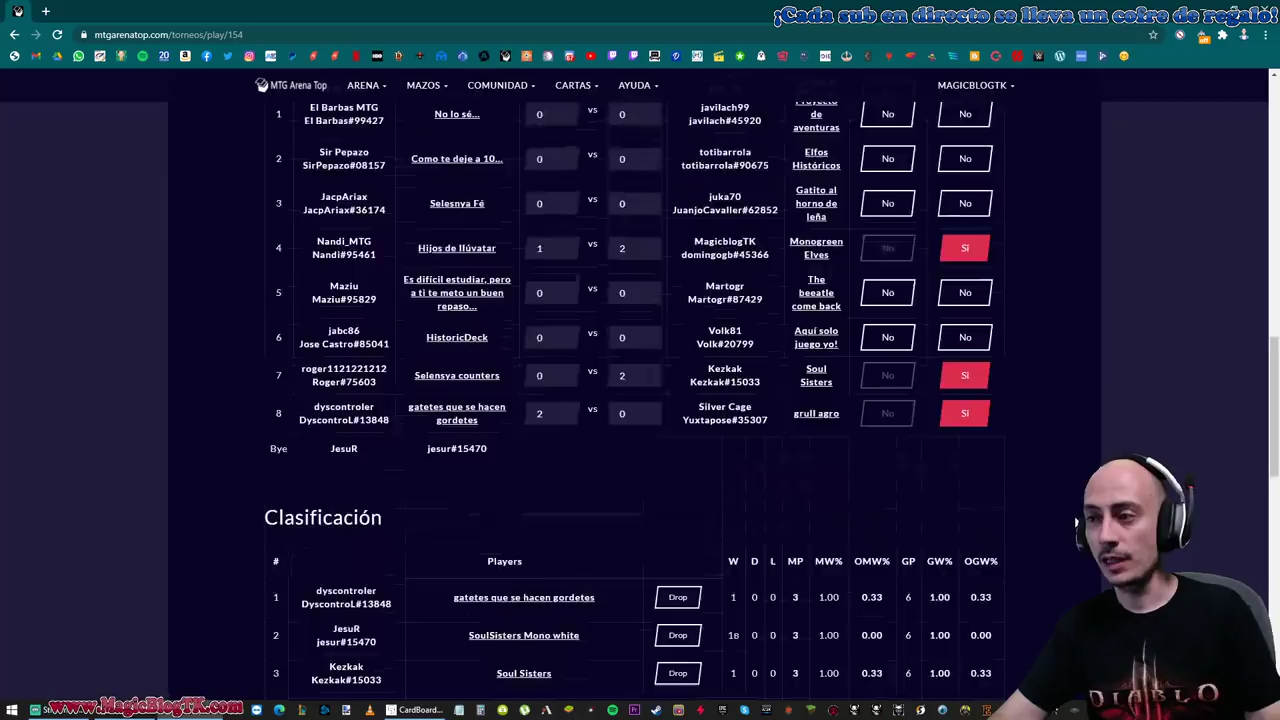 ¡Cada sub en directo se lleva un cofre de regalo!
mtgarenatop.com/torneos/play/154
MTG Arena Top ARENA MAZOS COMUNIDAD CARTAS AYUDA MAGICBLOGTK
1 El Barbas MTG No lo sé... 0 vs 0 javilach99 Proyecto de aventuras No No
El Barbas#99427 javilach#45920
2 Sir Pepazo Como te deje a 10... 0 vs 0 totibarrola Elfos Históricos No No
SirPepazo#08157 totibarrola#90675
3 JacpAriax Selesnya Fé 0 vs 0 juka70 Gatito al horno de leña No No
JacpAriax#36174 JuanjoCavaller#62852
4 Nandi_MTG Hijos de Ilúvatar 1 vs 2 MagicblogTK Monogreen Elves No Si
Nandi#95461 domingogb#45366
5 Maziu Es difícil estudiar, pero a ti te meto un buen repaso... 0 vs 0 Martogr The beeatle come back No No
Maziu#95829 Martogr#87429
6 jabc86 HistoricDeck 0 vs 0 Volk81 Aquí solo juego yo! No No
Jose Castro#85041 Volk#20799
7 roger1121221212 Selensya counters 0 vs 2 Kezkak Soul Sisters No Si
Roger#75603 Kezkak#15033
8 dyscontroler gatetes que se hacen gordetes 2 vs 0 Silver Cage grull agro No Si
DyscontroL#13848 Yuxtapose#35307
Bye JesuR jesur#15470
Clasificación
# Players W D L MP MW% OMW% GP GW% OGW%
1 dyscontroler gatetes que se hacen gordetes Drop 1 0 0 3 1.00 0.33 6 1.00 0.33
DyscontroL#13848
2 JesuR SoulSisters Mono white Drop 1B 0 0 3 1.00 0.00 6 1.00 0.00
jesur#15470
3 Kezkak Soul Sisters Drop 1 0 0 3 1.00 0.33 6 1.00 0.33
Kezkak#15033
DIABLO
www.MagicBlogTK.com
CardBoard...